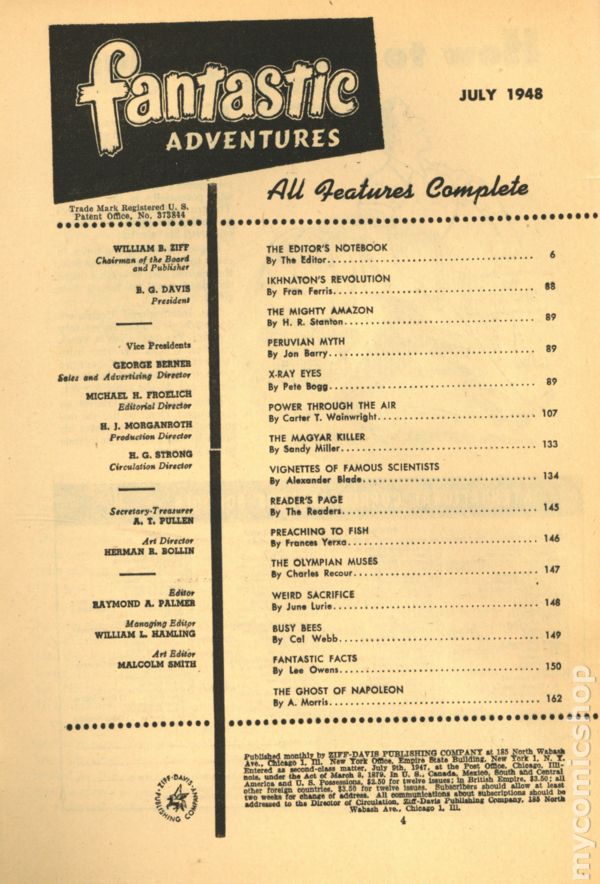 fantastic
ADVENTURES
JULY 1948
All Features Complete
Trade Mark Registered U. S.
Patent Office, No. 373844
WILLIAM B. ZIFF
Chairman of the Board
and Publisher
B. G. DAVIS
President
Vice Presidents
GEORGE BERNER
Sales and Advertising Director
MICHAEL H. FROELICH
Editorial Director
H. J. MORGANROTH
Production Director
H. G. STRONG
Circulation Director
Secretary-Treasurer
A. T. PULLEN
Art Director
HERMAN R. BOLLIN
Editor
RAYMOND A. PALMER
Managing Editor
WILLIAM L. HAMLING
Art Editor
MALCOLM SMITH
THE EDITOR'S NOTEBOOK
By The Editor 6
IKHNATON'S REVOLUTION
By Fran Ferris 88
THE MIGHTY AMAZON
By H. R. Stanton 89
PERUVIAN MYTH
By Jon Barry 89
X-RAY EYES
By Pete Bogg 89
POWER THROUGH THE AIR
By Carter T. Wainwright 107
THE MAGYAR KILLER
By Sandy Miller 133
VIGNETTES OF FAMOUS SCIENTISTS
By Alexander Blade 134
READER'S PAGE
By The Readers 145
PREACHING TO FISH
By Frances Yerxa 146
THE OLYMPIAN MUSES
By Charles Recour 147
WEIRD SACRIFICE
By June Lurie 148
BUSY BEES
By Cal Webb 149
FANTASTIC FACTS
By Lee Owens 150
THE GHOST OF NAPOLEON
By A. Morris 162
ZIFF-DAVIS
PUBLISHING COMPANY
Published monthly by ZIFF-DAVIS PUBLISHING COMPANY at 185 North Wabash
Ave., Chicago 1, Ill. New York Office, Empire State Building, New York 1, N. Y.
Entered as second-class matter, July 9th, 1947, at the Post Office, Chicago, Illi-
nois, under the Act of March 3, 1879. In U. S., Canada, Mexico, South and Central
America and U. S. Possessions, $2.50 for twelve issues; in British Empire, $3.50; all
other foreign countries, $3.50 for twelve issues. Subscribers should allow at least
two weeks for change of address. All communications about subscriptions should be
addressed to the Director of Circulation, Ziff-Davis Publishing Company, 185 North
Wabash Ave., Chicago 1, Ill.
4
mycomicshop